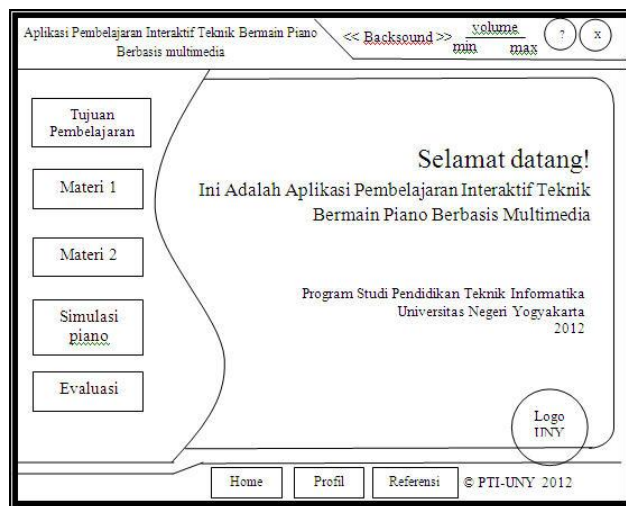 Aplikasi Pembelajaran Interaktif Teknik Bermain Piano
Berbasis multimedia
<< Backsound >>
volume
min max
?
x
Tujuan
Pembelajaran
Materi 1
Materi 2
Simulasi
piano
Evaluasi
Selamat datang!
Ini Adalah Aplikasi Pembelajaran Interaktif Teknik
Bermain Piano Berbasis Multimedia
Program Studi Pendidikan Teknik Informatika
Universitas Negeri Yogyakarta
2012
Logo
UNY
Home
Profil
Referensi
© PTI-UNY 2012